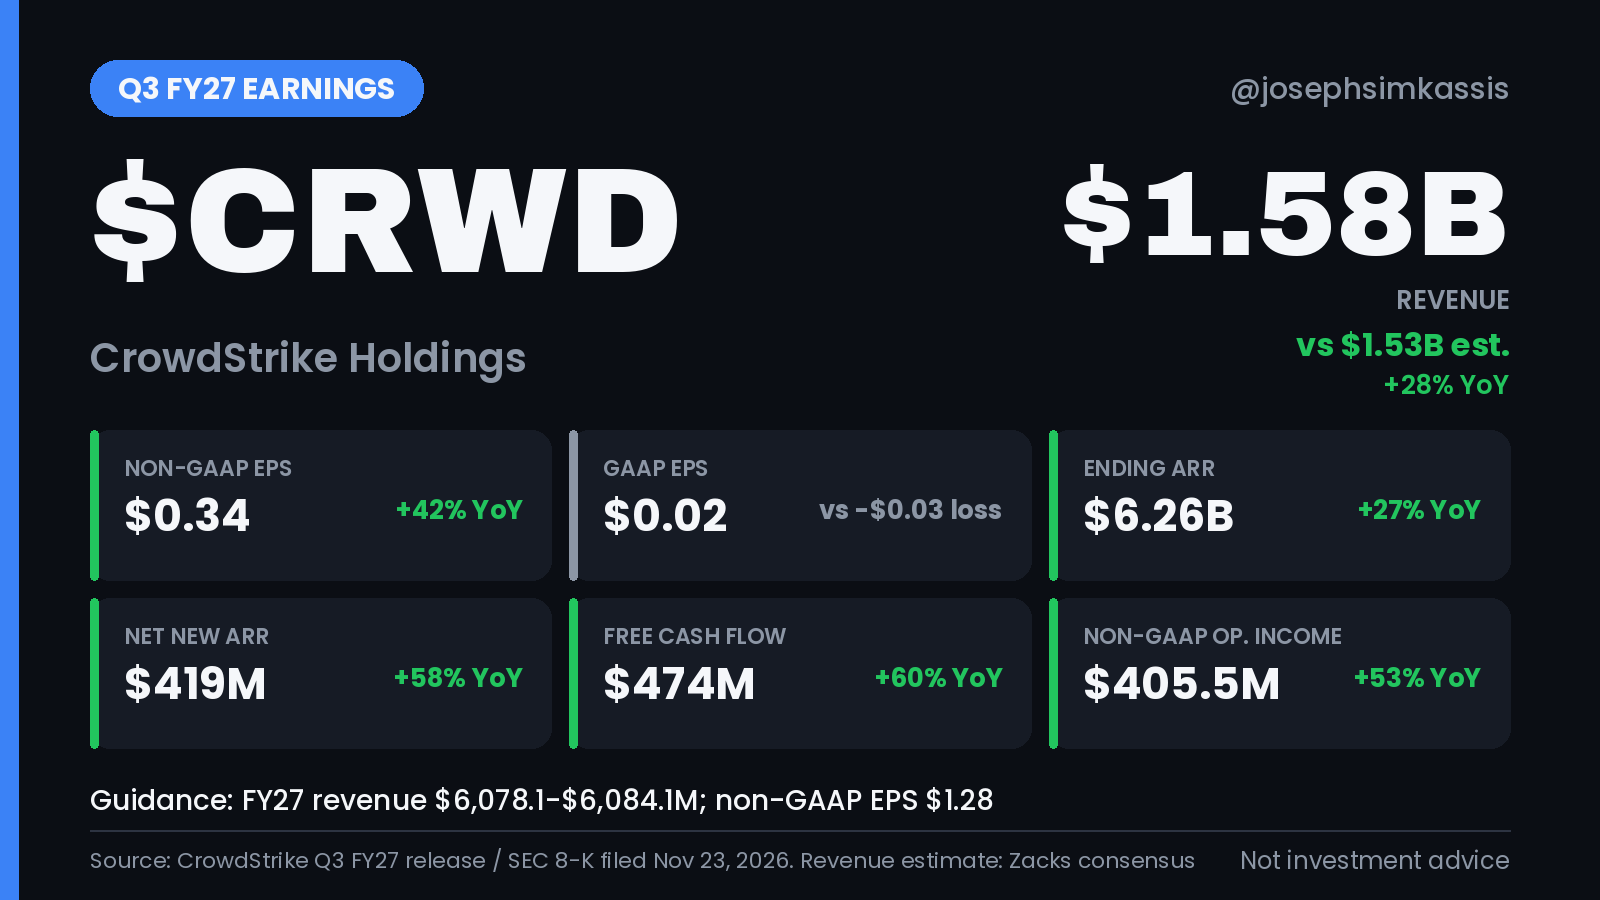 Q3 FY27 EARNINGS
@josephsimkassis
$CRWD
$1.58B
REVENUE
CrowdStrike Holdings
vs $1.53B est.
+28% YoY
NON-GAAP EPS
$0.34
+42% YoY
GAAP EPS
$0.02
vs -$0.03 loss
ENDING ARR
$6.26B
+27% YoY
NET NEW ARR
$419M
+58% YoY
FREE CASH FLOW
$474M
+60% YoY
NON-GAAP OP. INCOME
$405.5M
+53% YoY
Guidance: FY27 revenue $6,078.1–$6,084.1M; non-GAAP EPS $1.28
Source: CrowdStrike Q3 FY27 release / SEC 8-K filed Nov 23, 2026. Revenue estimate: Zacks consensus
Not investment advice